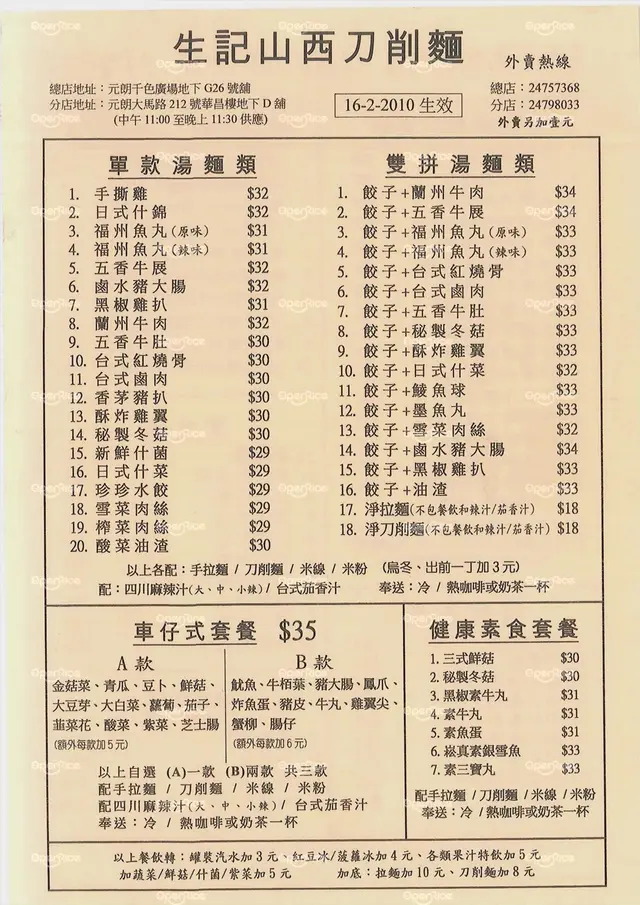 生記山西刀削麵
外賣熱線
總店地址：元朗千色廣場地下 G26 號舖
分店地址：元朗大馬路 212 號華昌樓地下 D 舖
(中午 11:00 至晚上 11:30 供應)
16-2-2010 生效
總店：24757368
分店：24798033
外賣另加壹元
單款湯麵類
1. 手撕雞 $32
2. 日式什錦 $32
3. 福州魚丸(原味) $31
4. 福州魚丸(辣味) $31
5. 五香牛展 $32
6. 鹵水豬大腸 $32
7. 黑椒雞扒 $31
8. 蘭州牛肉 $32
9. 五香牛肚 $30
10. 台式紅燒骨 $30
11. 台式鹵肉 $30
12. 香茅豬扒 $30
13. 酥炸雞翼 $30
14. 秘製冬菇 $30
15. 新鮮什菌 $29
16. 日式什菜 $29
17. 珍珍水餃 $29
18. 雪菜肉絲 $29
19. 榨菜肉絲 $29
20. 酸菜油渣 $30
雙拼湯麵類
1. 餃子+蘭州牛肉 $34
2. 餃子+五香牛展 $34
3. 餃子+福州魚丸(原味) $33
4. 餃子+福州魚丸(辣味) $33
5. 餃子+台式紅燒骨 $33
6. 餃子+台式鹵肉 $33
7. 餃子+五香牛肚 $33
8. 餃子+秘製冬菇 $33
9. 餃子+酥炸雞翼 $33
10. 餃子+日式什菜 $32
11. 餃子+鯪魚球 $33
12. 餃子+墨魚丸 $33
13. 餃子+雪菜肉絲 $32
14. 餃子+鹵水豬大腸 $34
15. 餃子+黑椒雞扒 $33
16. 餃子+油渣 $33
17. 淨拉麵(不包餐飲和辣汁/茄香汁) $18
18. 淨刀削麵(不包餐飲和辣汁/茄香汁) $18
以上各配：手拉麵 / 刀削麵 / 米線 / 米粉 (烏冬、出前一丁加 3 元)
配：四川麻辣汁(大、中、小辣) / 台式茄香汁 奉送：冷 / 熱咖啡或奶茶一杯
車仔式套餐 $35
A 款
金菇菜、青瓜、豆卜、鮮菇、
大豆芽、大白菜、蘿蔔、茄子、
韮菜花、酸菜、紫菜、芝士腸
(額外每款加 5 元)
B 款
魷魚、牛栢葉、豬大腸、鳳爪、
炸魚蛋、豬皮、牛丸、雞翼尖、
蟹柳、腸仔
(額外每款加 6 元)
以上自選 (A)一款 (B)兩款 共三款
配手拉麵 / 刀削麵 / 米線 / 米粉
配四川麻辣汁(大、中、小辣) / 台式茄香汁
奉送：冷 / 熱咖啡或奶茶一杯
健康素食套餐
1. 三式鮮菇 $30
2. 秘製冬菇 $30
3. 黑椒素牛丸 $31
4. 素牛丸 $31
5. 素魚蛋 $31
6. 崧真素銀雪魚 $33
7. 素三寶丸 $33
配手拉麵 / 刀削麵 / 米線 / 米粉
奉送：冷 / 熱咖啡或奶茶一杯
以上餐飲轉：罐裝汽水加 3 元、紅豆冰/菠蘿冰加 4 元、各類果汁特飲加 5 元
加蔬菜/鮮菇/什菌/紫菜加 5 元 加底：拉麵加 10 元、刀削麵加 8 元